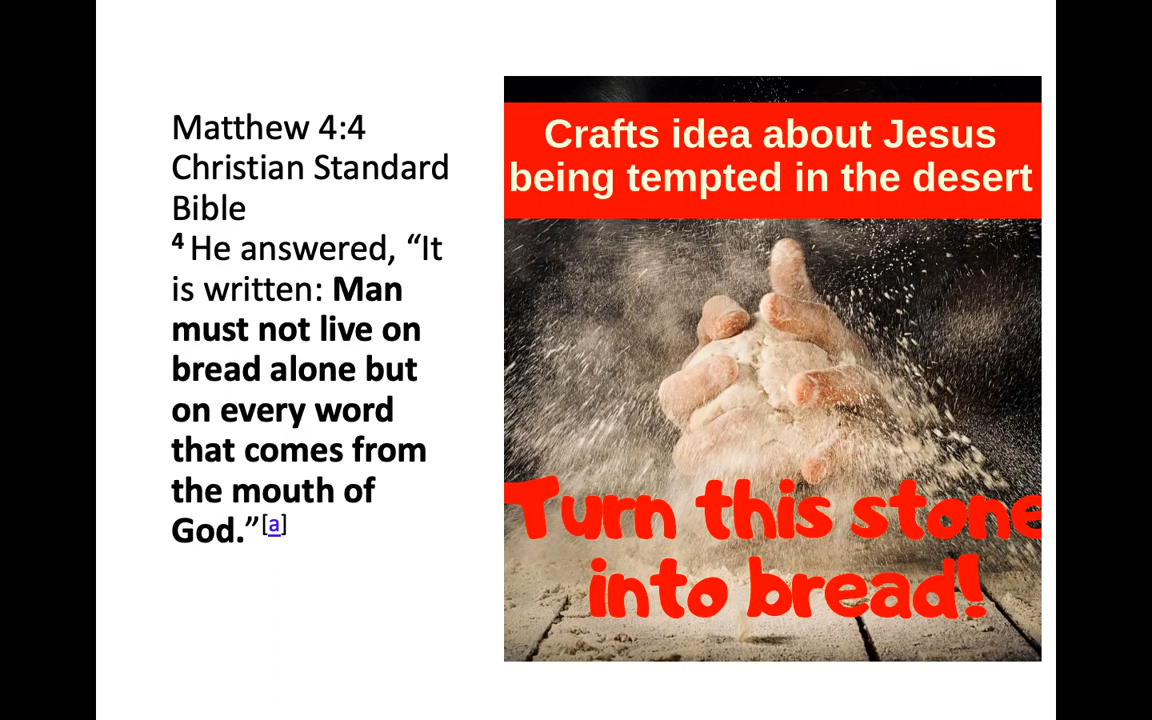 Matthew 4:4
Christian Standard
Bible
4 He answered, “It
is written: Man
must not live on
bread alone but
on every word
that comes from
the mouth of
God.”[a]
Crafts idea about Jesus
being tempted in the desert
Turn this stone
into bread!